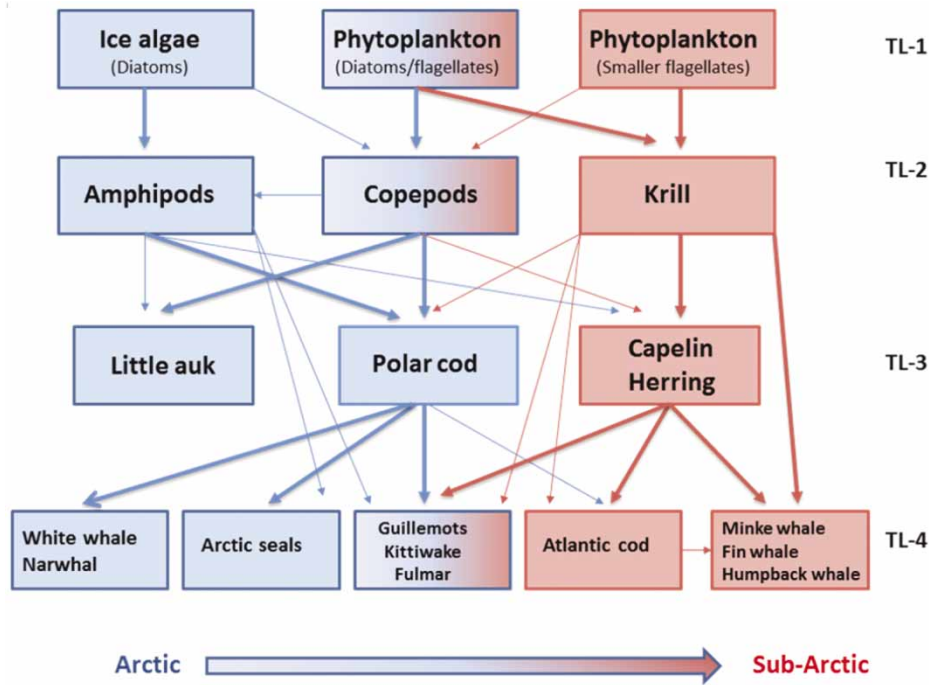 Ice algae
(Diatoms)
Phytoplankton
(Diatoms/flagellates)
Phytoplankton
(Smaller flagellates)
TL-1
Amphipods
Copepods
Krill
TL-2
Little auk
Polar cod
Capelin
Herring
TL-3
White whale
Narwhal
Arctic seals
Guillemots
Kittiwake
Fulmar
Atlantic cod
Minke whale
Fin whale
Humpback whale
TL-4
Arctic
Sub-Arctic